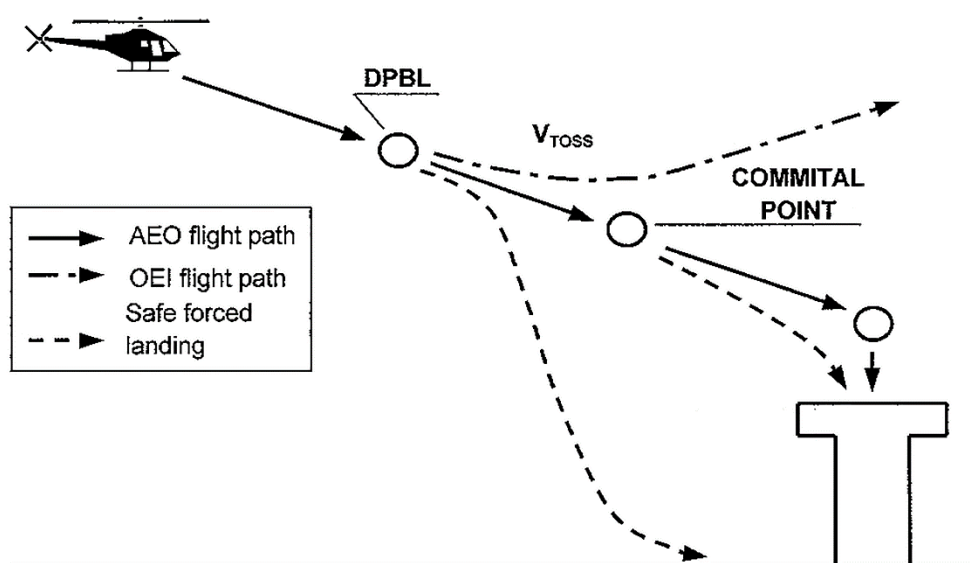 DPBL
VTOSS
COMMITAL
POINT
AEO flight path
OEI flight path
Safe forced
landing